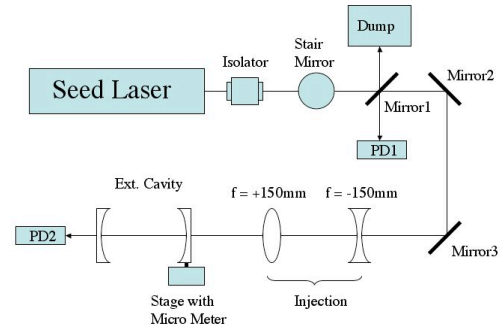 Dump
Stair
Mirror
Isolator
Seed Laser
Mirror2
Mirror1
PD1
Ext. Cavity
f = +150mm
f = -150mm
PD2
Mirror3
Stage with
Micro Meter
Injection